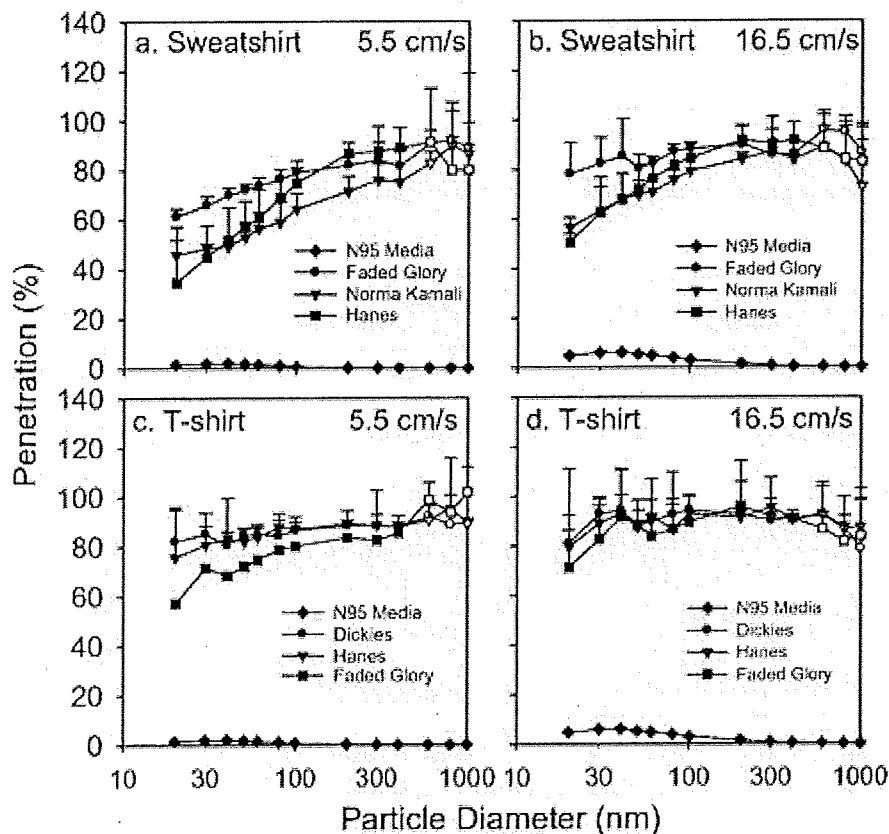 a. Sweatshirt 5.5 cm/s
b. Sweatshirt 16.5 cm/s
140
120
100
80
60
40
20
0
N95 Media
Faded Glory
Norma Kamali
Hanes
N95 Media
Faded Glory
Norma Kamali
Hanes
Penetration (%)
c. T-shirt 5.5 cm/s
d. T-shirt 16.5 cm/s
140
120
100
80
60
40
20
0
N95 Media
Dickies
Hanes
Faded Glory
N95 Media
Dickies
Hanes
Faded Glory
10 30 100 300 1000
10 30 100 300 1000
Particle Diameter (nm)